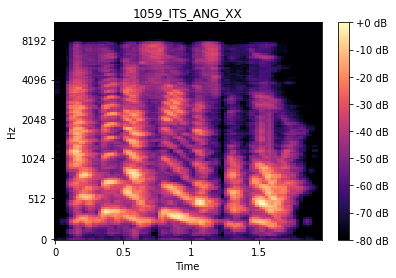 1059_ITS_ANG_XX
8192
4096
2048
1024
512
0
Hz
0
0.5
1
1.5
Time
+0 dB
-10 dB
-20 dB
-30 dB
-40 dB
-50 dB
-60 dB
-70 dB
-80 dB